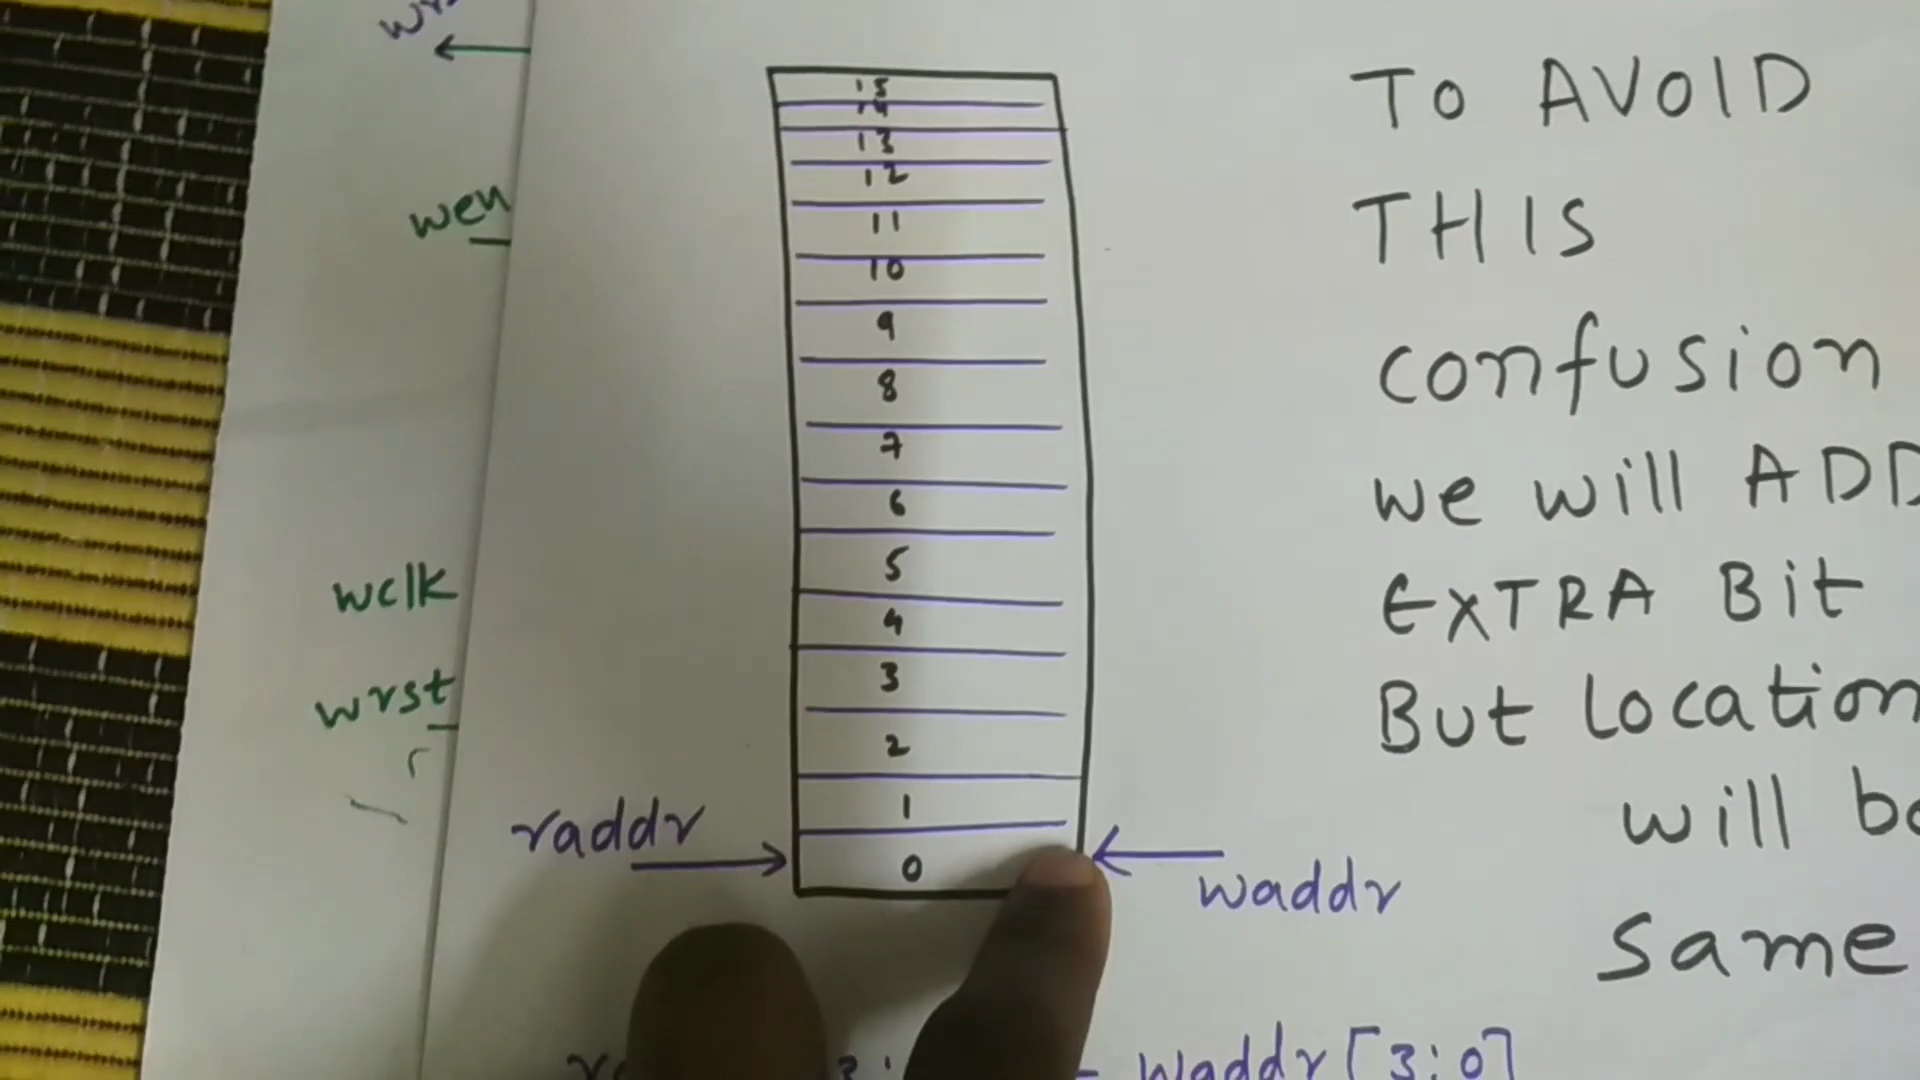 wen
wclk
wrst
15
14
13
12
11
10
9
8
7
6
5
4
3
2
1
0
raddr
waddr
TO AVOID
THIS
confusion
we will ADD
EXTRA Bit
But location
will
same
waddr[3:0]